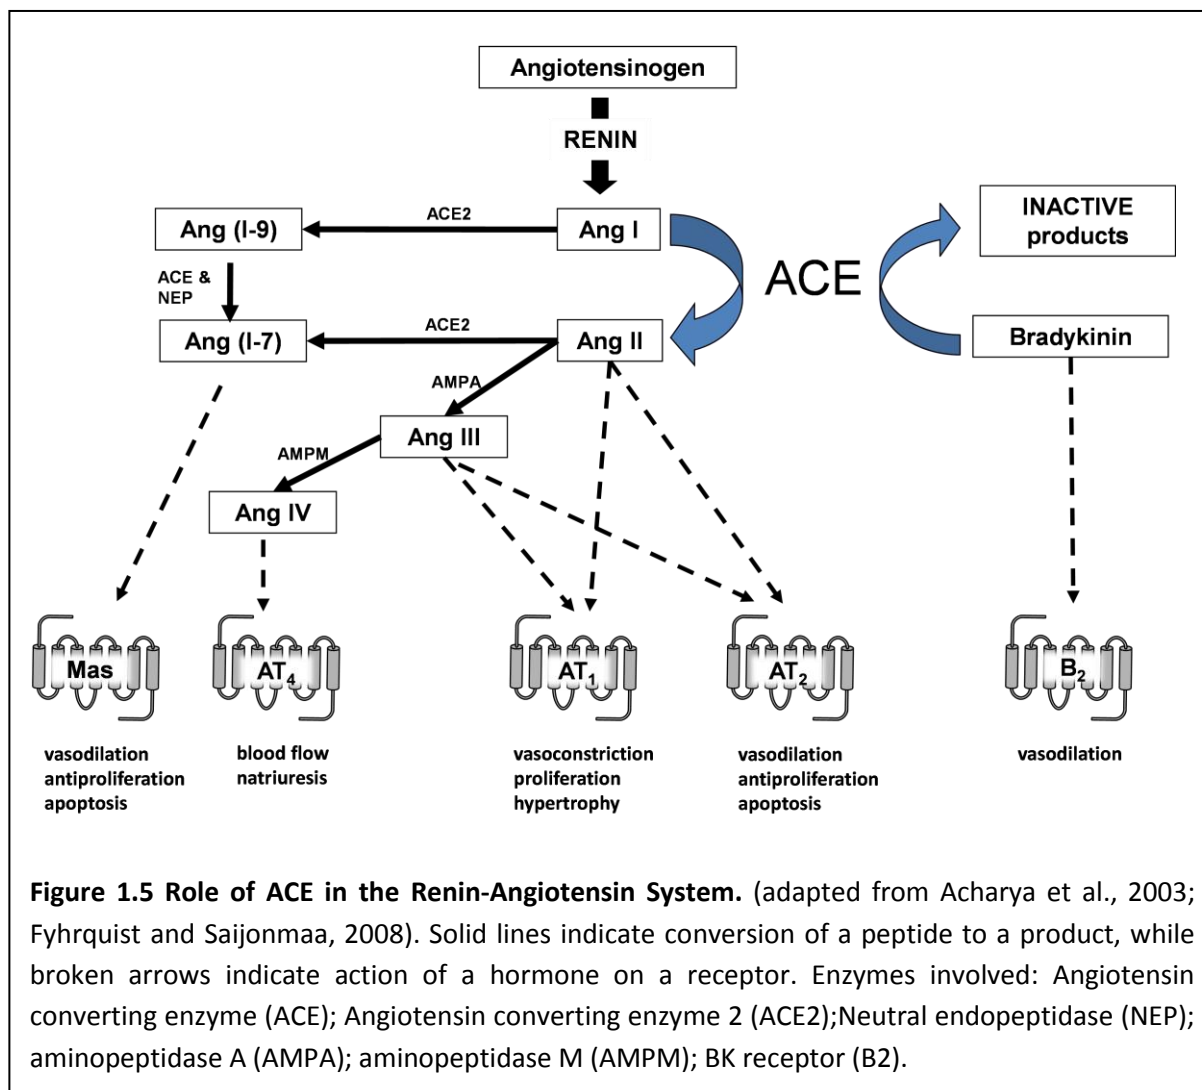 Angiotensinogen
RENIN
Ang (I-9)
ACE2
Ang I
ACE
INACTIVE
products
ACE &
NEP
Ang (I-7)
ACE2
Ang II
Bradykinin
AMPA
Ang III
AMPM
Ang IV
Mas
AT4
AT1
AT2
B2
vasodilation
antiproliferation
apoptosis
blood flow
natriuresis
vasoconstriction
proliferation
hypertrophy
vasodilation
antiproliferation
apoptosis
vasodilation
Figure 1.5 Role of ACE in the Renin-Angiotensin System. (adapted from Acharya et al., 2003;
Fyhrquist and Saijonmaa, 2008). Solid lines indicate conversion of a peptide to a product, while
broken arrows indicate action of a hormone on a receptor. Enzymes involved: Angiotensin
converting enzyme (ACE); Angiotensin converting enzyme 2 (ACE2);Neutral endopeptidase (NEP);
aminopeptidase A (AMPA); aminopeptidase M (AMPM); BK receptor (B2).